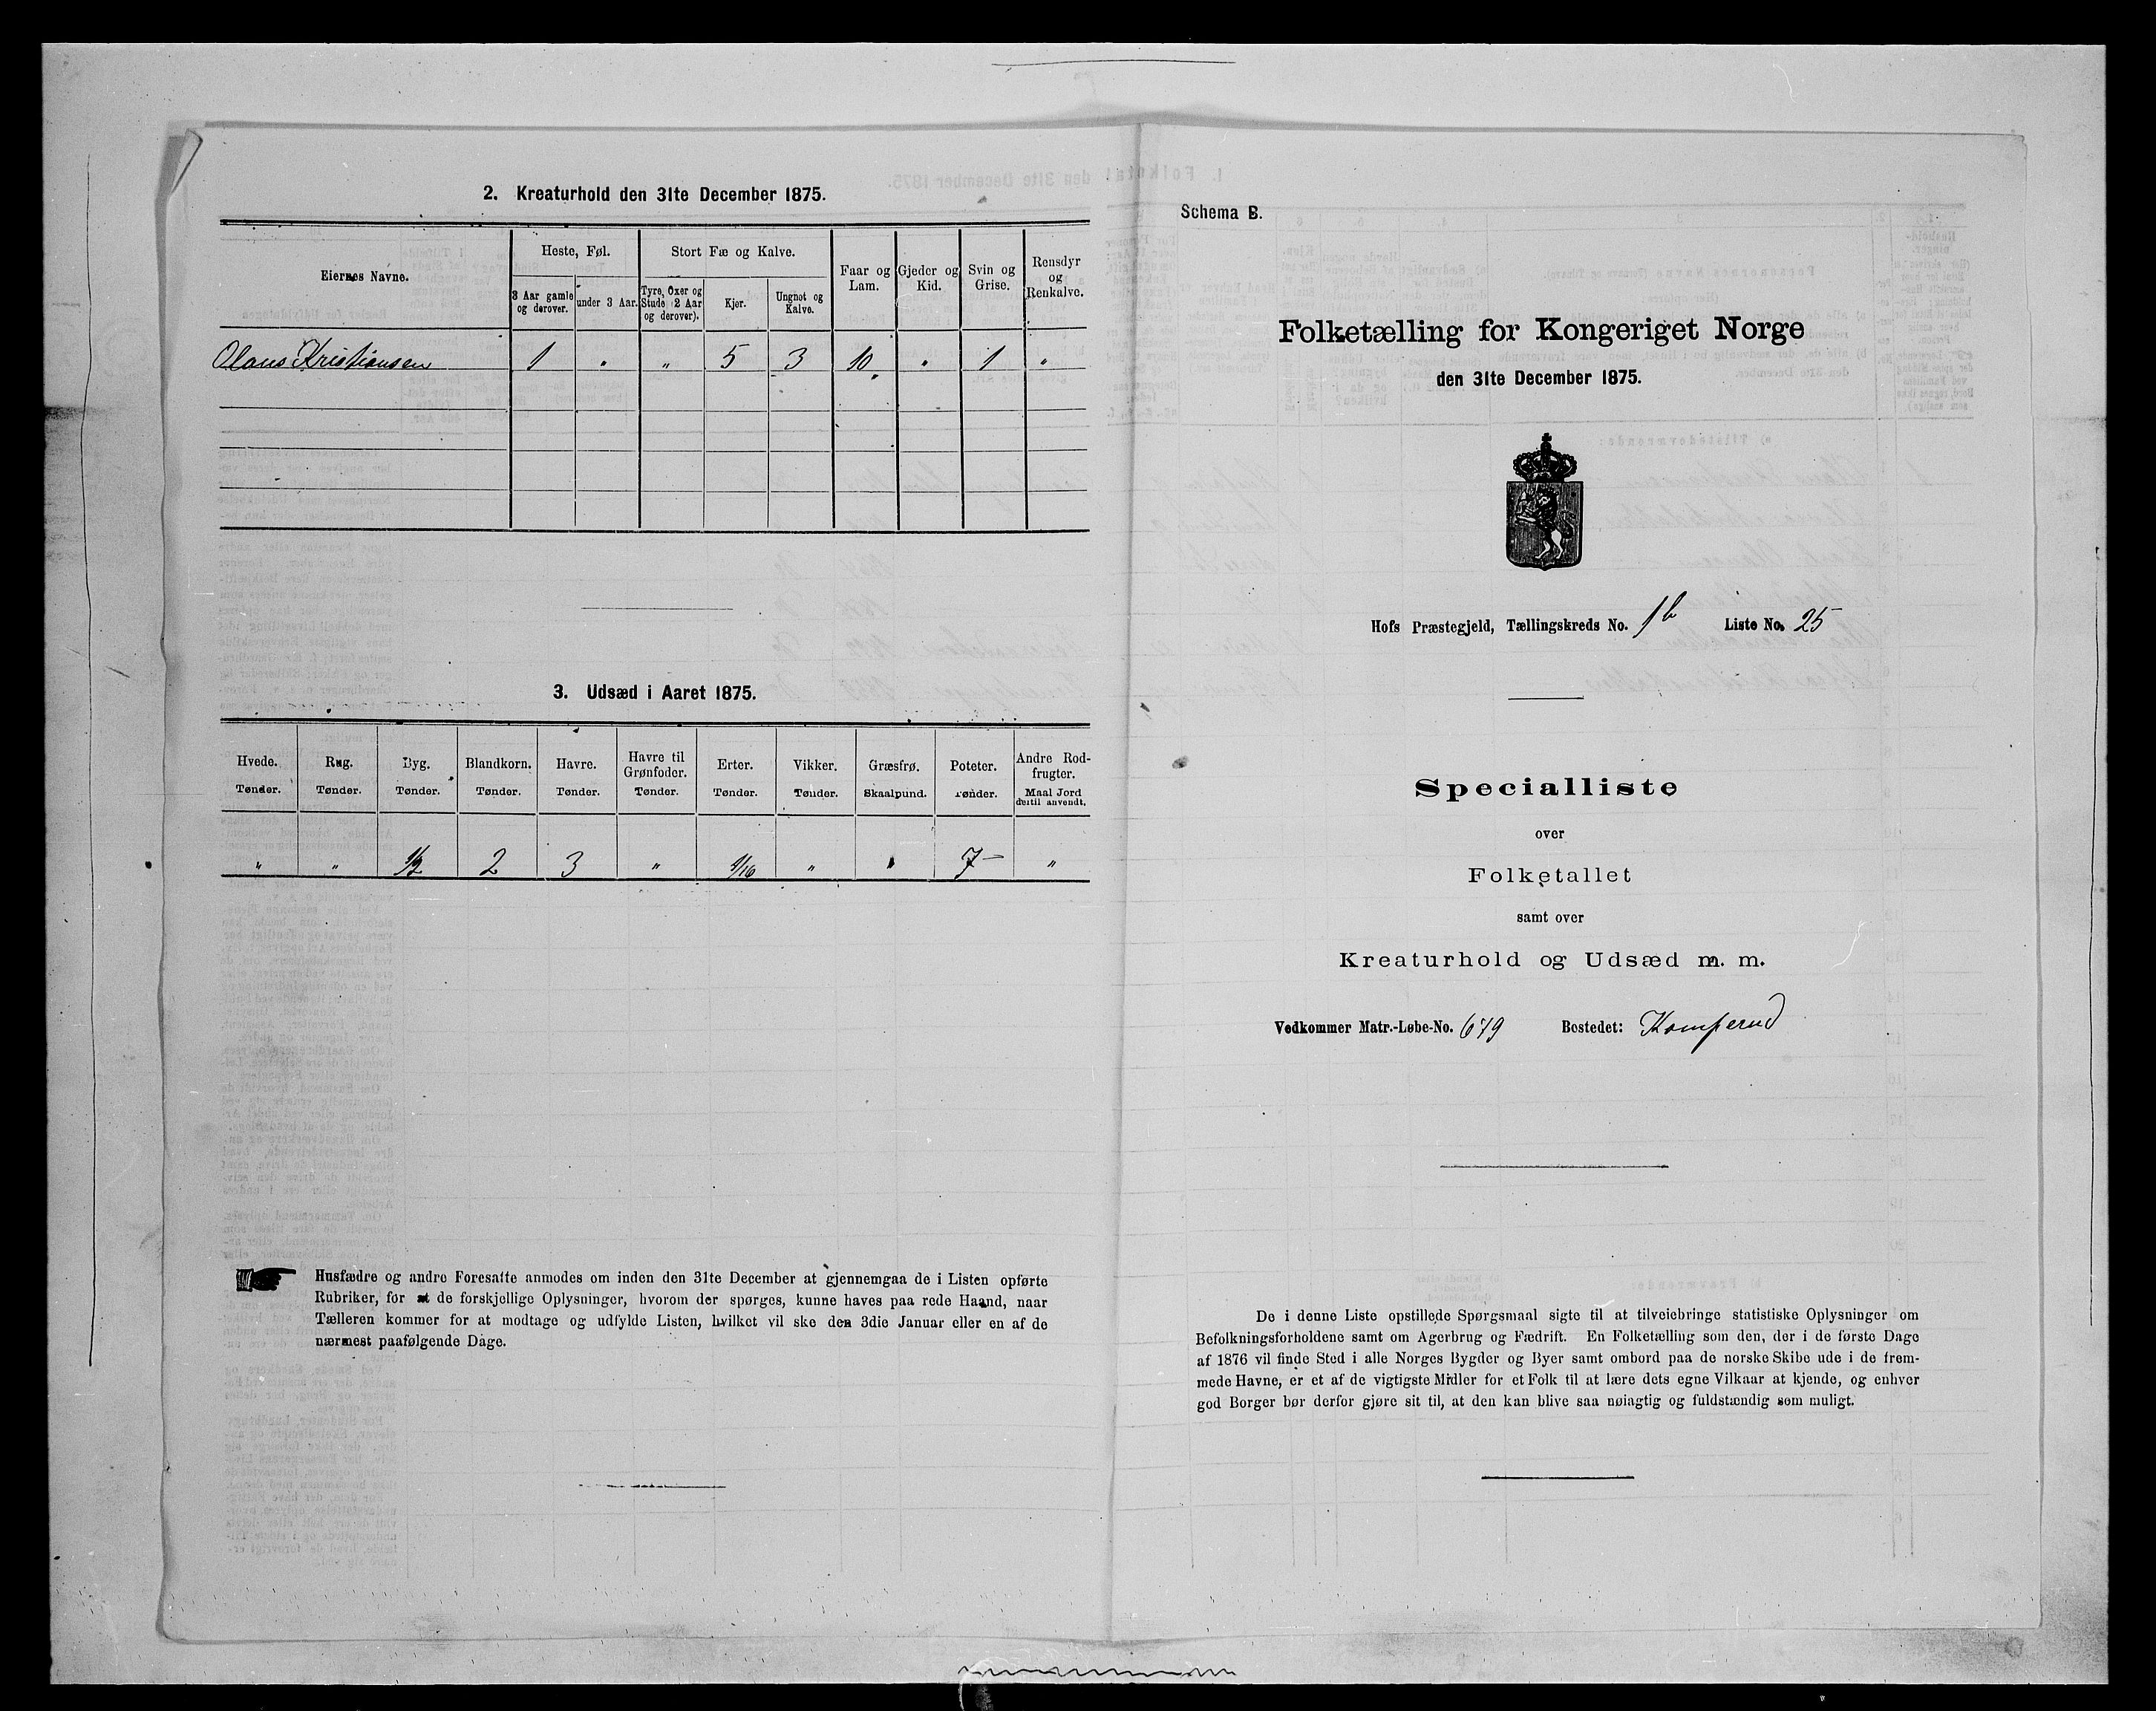 2. Kreaturhold den 31te December 1875.
Eiernes Navne.
Heste, Føl.
3 Aar gamle og derover.
under 3 Aar.
Stort Fæ og Kalve.
Tyre, Oxer og Stude (2 Aar og derover).
Kjør.
Ungnøt og Kalve.
Faar og Lam.
Gjeder og Kid.
Svin og Grise.
Rensdyr og Renkalve.
Olaus Kristiansen 1 " " 5 3 10 " 1 "
3. Udsæd i Aaret 1875.
Hvede. Rug. Byg. Blandkorn. Havre. Havre til Grønfoder. Erter. Vikker. Græsfrø. Poteter. Andre Rodfrugter.
Tønder. Tønder. Tønder. Tønder. Tønder. Tønder. Tønder. Tønder. Skaalpund. Tønder. Maal Jord dertil anvendt.
" " 1/2 2 3 " 1/16 " " 7 "
Husfædre og andre Foresatte anmodes om inden den 31te December at gjennemgaa de i Listen opførte
Rubriker, for at de forskjellige Oplysninger, hvorom der spørges, kunne haves paa rede Haand, naar
Tælleren kommer for at modtage og udfylde Listen, hvilket vil ske den 3die Januar eller en af de
nærmest paafølgende Dage.
Schema B.
Folketælling for Kongeriget Norge
den 31te December 1875.
Hofs Præstegjeld, Tællingskreds No. 1b Liste No. 25
Specialliste
over
Folketallet
samt over
Kreaturhold og Udsæd m. m.
Vedkommer Matr.-Løbe-No. 679 Bostedet: Kamperud
De i denne Liste opstillede Spørgsmaal sigte til at tilveiebringe statistiske Oplysninger om
Befolkningsforholdene samt om Agerbrug og Fædrift. En Folketælling som den, der i de første Dage
af 1876 vil finde Sted i alle Norges Bygder og Byer samt ombord paa de norske Skibe ude i de frem-
mede Havne, er et af de vigtigste Midler for et Folk til at lære dets egne Vilkaar at kjende, og enhver
god Borger bør derfor gjøre sit til, at den kan blive saa nøiagtig og fuldstændig som muligt.